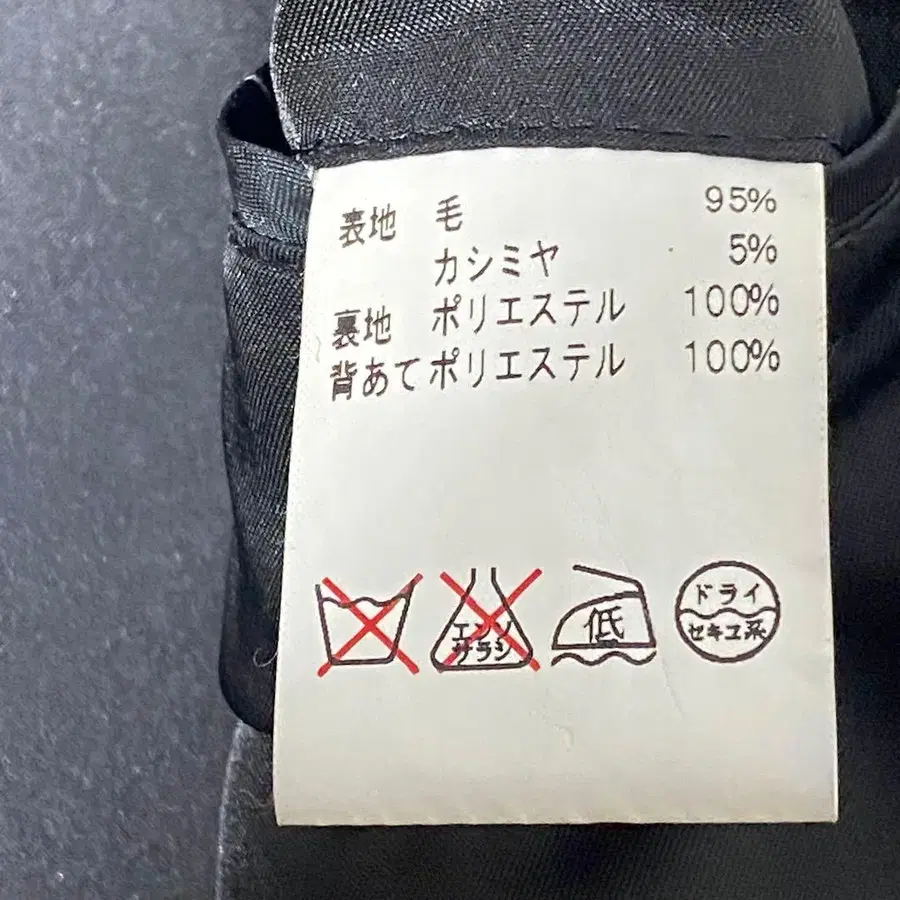 表地 毛 95%
カシミヤ 5%
裏地 ポリエステル 100%
背あて ポリエステル 100%
エンソ
サラシ
低
ドライ
セキユ系